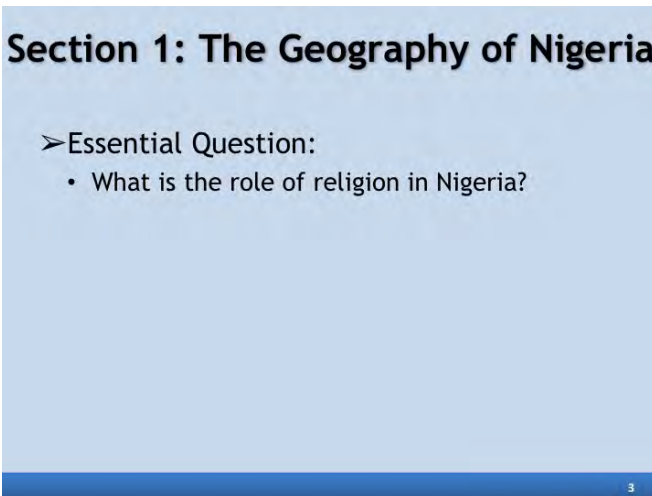 Section 1: The Geography of Nigeria
➢Essential Question:
• What is the role of religion in Nigeria?
3